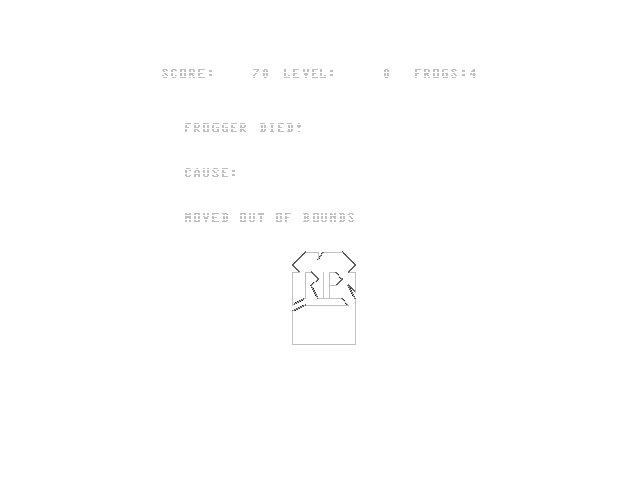 SCORE: 70 LEVEL: 0 FROGS:4
FROGGER DIED!
CAUSE:
MOVED OUT OF BOUNDS
RIP